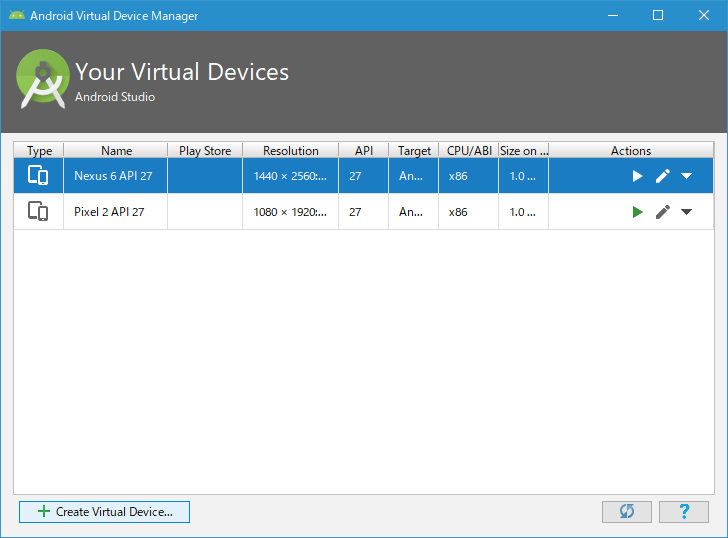 Android Virtual Device Manager
Your Virtual Devices
Android Studio
Type Name Play Store Resolution API Target CPU/ABI Size on ... Actions
Nexus 6 API 27 1440 × 2560:... 27 An... x86 1.0 ...
Pixel 2 API 27 1080 × 1920:... 27 An... x86 1.0 ...
+ Create Virtual Device... ?